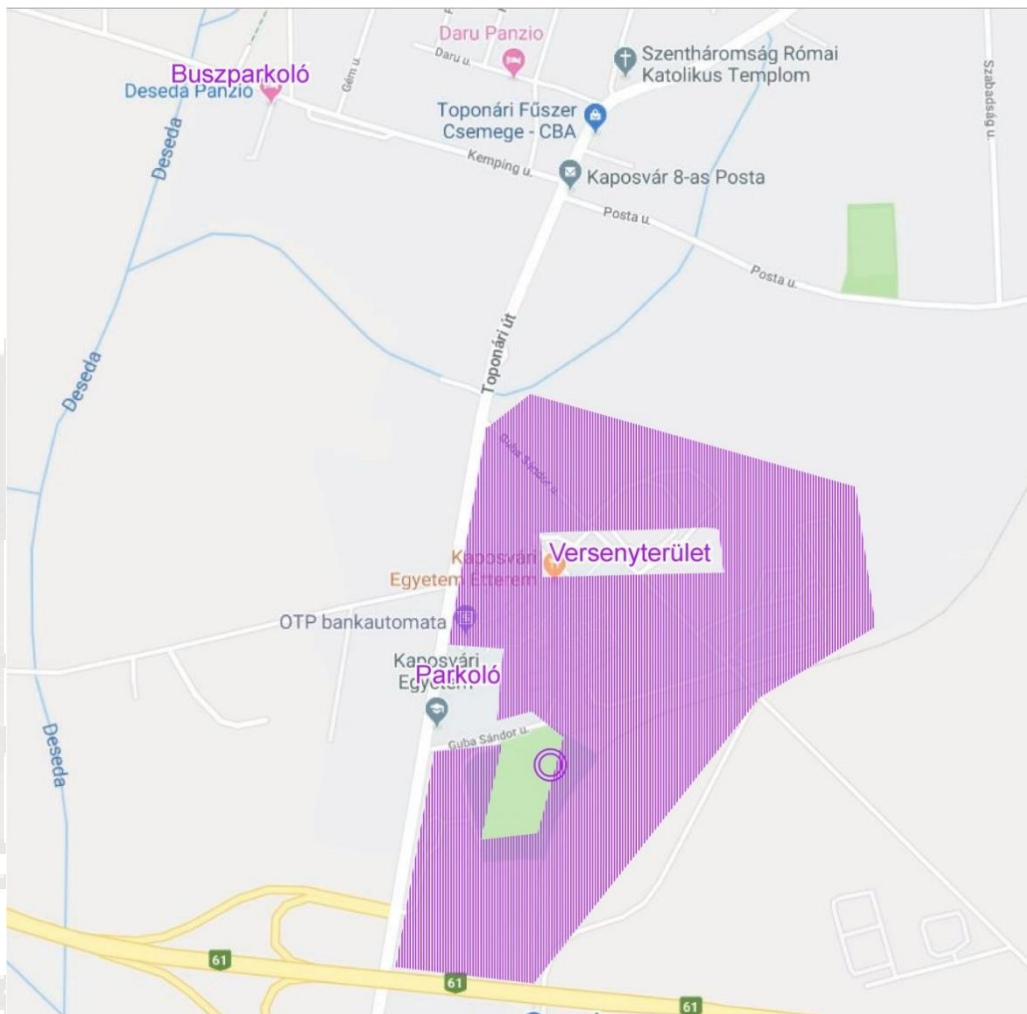 Daru Panzio
Daru u.
Gém u.
Szentháromság Római
Katolikus Templom
Buszparkoló
Deseda Panzio
Toponári Fűszer
Csemege - CBA
Szabadság u.
Deseda
Kemping u.
Kaposvár 8-as Posta
Posta u.
Posta u.
Toponári út
Deseda
Guba Sándor u.
Kaposvári
Egyetem Étterem
Versenyterület
OTP bankautomata
Kaposvári
Egyetem
Parkoló
Guba Sándor u.
Deseda
61
61
61